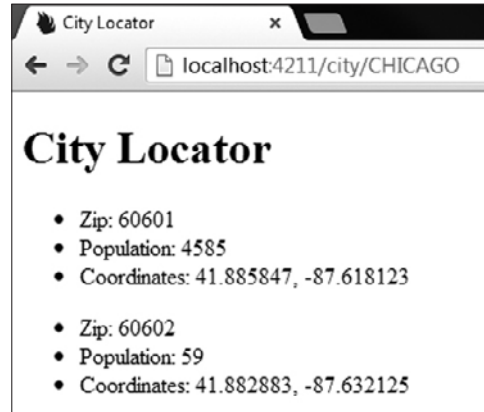 City Locator
localhost:4211/city/CHICAGO
City Locator
• Zip: 60601
• Population: 4585
• Coordinates: 41.885847, -87.618123
• Zip: 60602
• Population: 59
• Coordinates: 41.882883, -87.632125